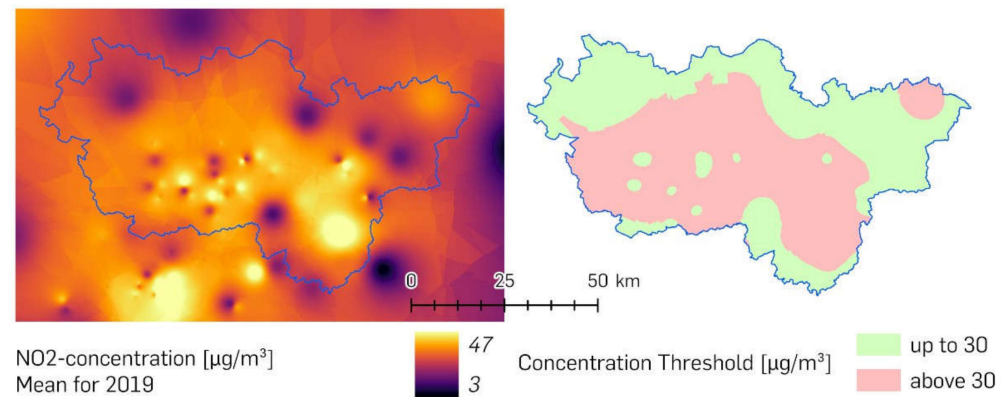 0 25 50 km
NO2-concentration [µg/m³]
Mean for 2019
47
3
Concentration Threshold [µg/m³]
up to 30
above 30